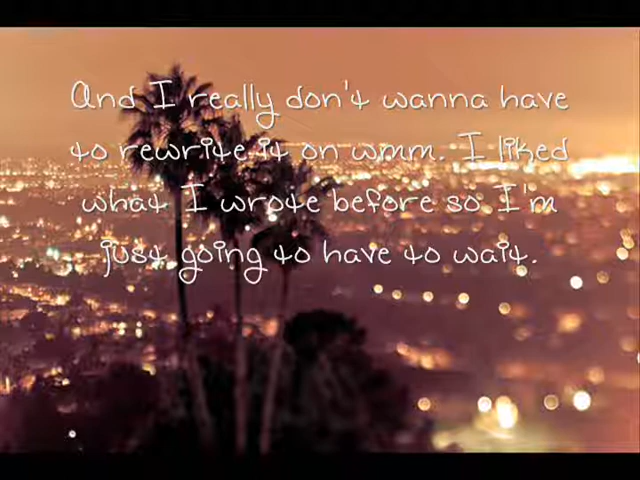 And I really don't wanna have
to rewrite it on wmm. I liked
what I wrote before so I'm
just going to have to wait.